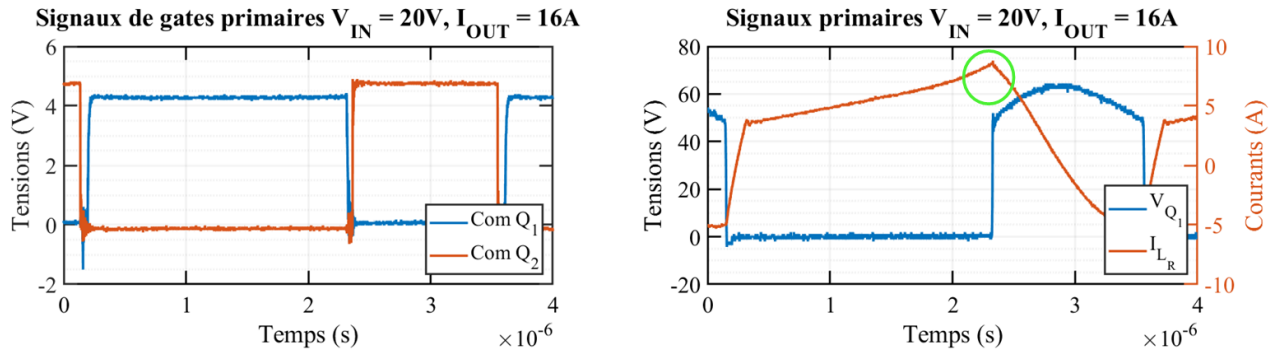 Signaux de gates primaires V_IN = 20V, I_OUT = 16A
6
4
2
0
-2
Tensions (V)
Com Q_1
Com Q_2
0 1 2 3 4
Temps (s)
×10^-6
Signaux primaires V_IN = 20V, I_OUT = 16A
80
60
40
20
0
-20
Tensions (V)
10
5
0
-5
-10
Courants (A)
V_Q_1
I_L_R
0 1 2 3 4
Temps (s)
×10^-6